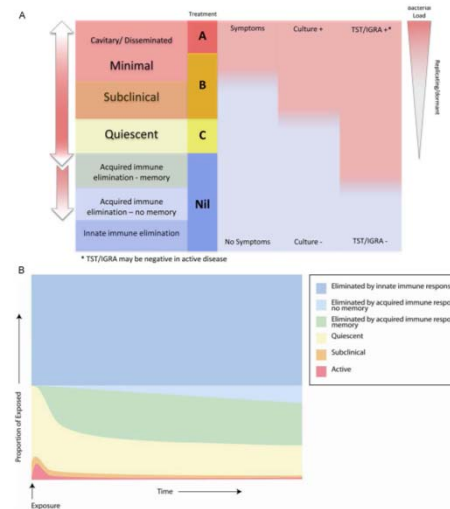 A
Treatment
Bacterial
Load
Cavitary/ Disseminated
A
Symptoms
Culture +
TST/IGRA +*
Minimal
B
Subclinical
Replicating/dormant
Quiescent
C
Acquired immune
elimination - memory
Nil
Acquired immune
elimination – no memory
Innate immune elimination
No Symptoms
Culture -
TST/IGRA -
* TST/IGRA may be negative in active disease
B
Eliminated by innate immune respons
Eliminated by acquired immune respo
no memory
Eliminated by acquired immune respo
memory
Quiescent
Subclinical
Active
Proportion of Exposed
Time
Exposure